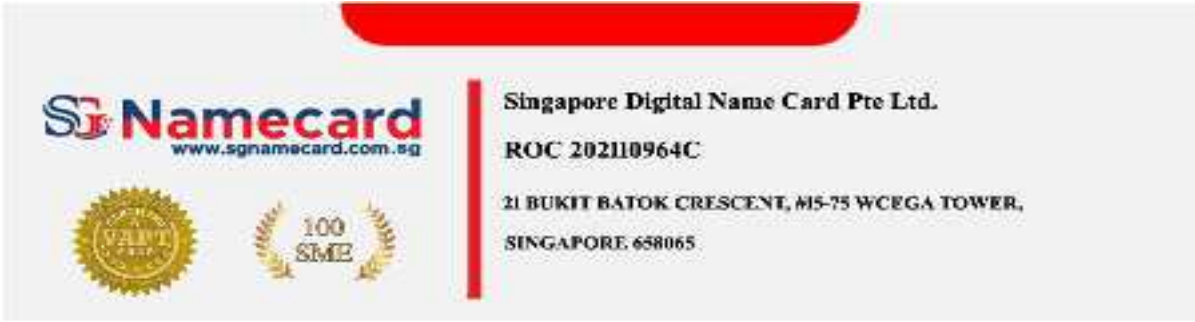 SG Namecard
www.sgnamecard.com.sg
VAPT
100
SME
Singapore Digital Name Card Pte Ltd.
ROC 202110964C
21 BUKIT BATOK CRESCENT, #15-75 WCEGA TOWER,
SINGAPORE 658065